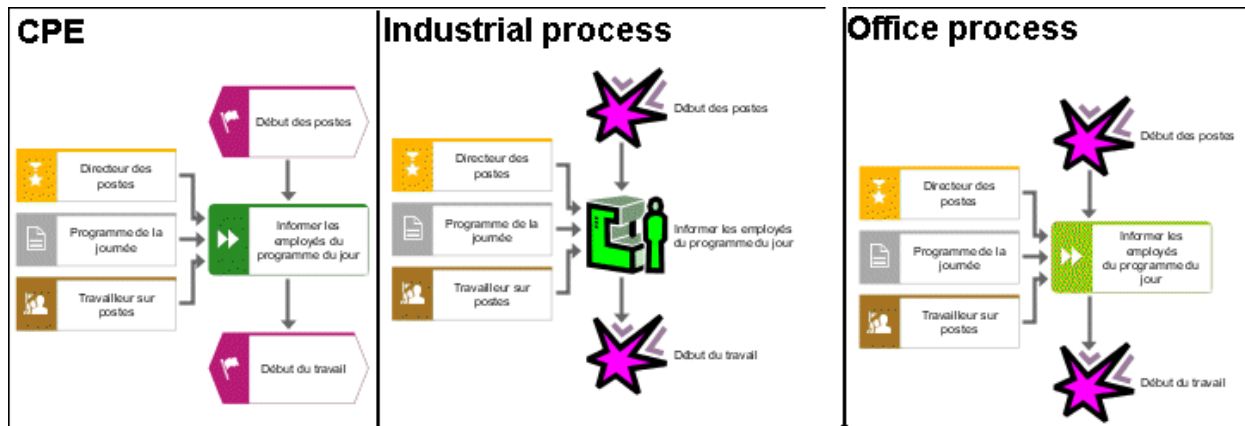 CPE
Début des postes
Directeur des
postes
Programme de la
journée
Informer les
employés du
programme du jour
Travailleur sur
postes
Début du travail
Industrial process
Début des postes
Directeur des
postes
Programme de la
journée
Informer les employés
du programme du jour
Travailleur sur
postes
Début du travail
Office process
Début des postes
Directeur des
postes
Programme de la
journée
Informer les
employés
du programme du
jour
Travailleur sur
postes
Début du travail